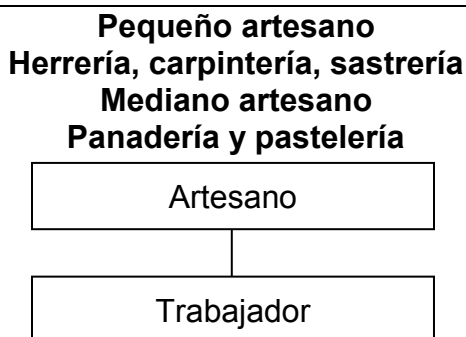 Pequeño artesano
Herrería, carpintería, sastrería
Mediano artesano
Panadería y pastelería
Artesano
Trabajador